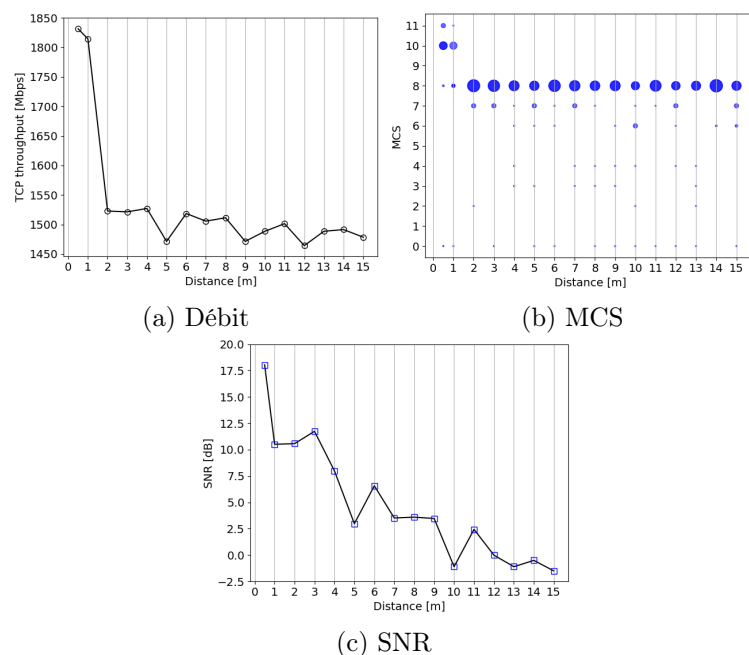 1850
1800
1750
1700
1650
1600
1550
1500
1450
TCP throughput [Mbps]
0 1 2 3 4 5 6 7 8 9 10 11 12 13 14 15
Distance [m]
(a) Débit
11
10
9
8
7
6
5
4
3
2
1
0
MCS
0 1 2 3 4 5 6 7 8 9 10 11 12 13 14 15
Distance [m]
(b) MCS
20.0
17.5
15.0
12.5
10.0
7.5
5.0
2.5
0.0
−2.5
SNR [dB]
0 1 2 3 4 5 6 7 8 9 10 11 12 13 14 15
Distance [m]
(c) SNR